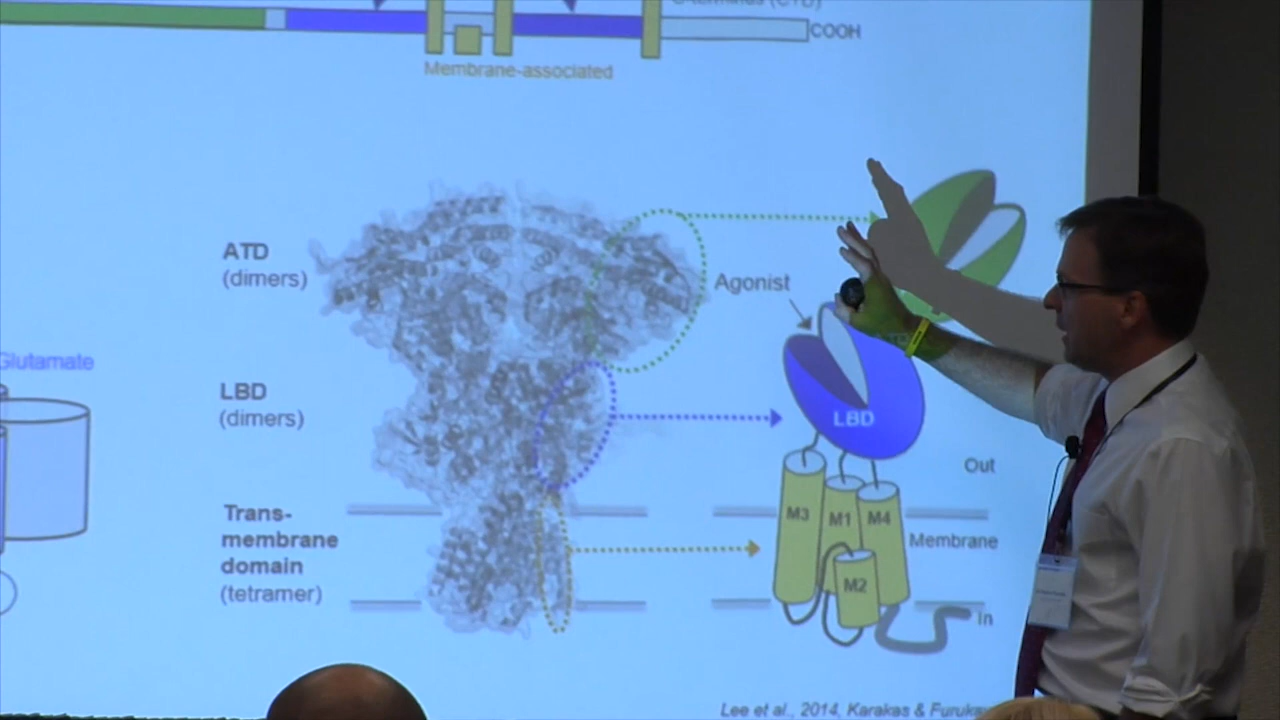 COOH
Membrane-associated
ATD
(dimers)
Agonist
Glutamate
LBD
(dimers)
LBD
Out
Trans-
membrane
domain
(tetramer)
M3
M1
M4
Membrane
M2
In
Lee et al., 2014, Karakas &